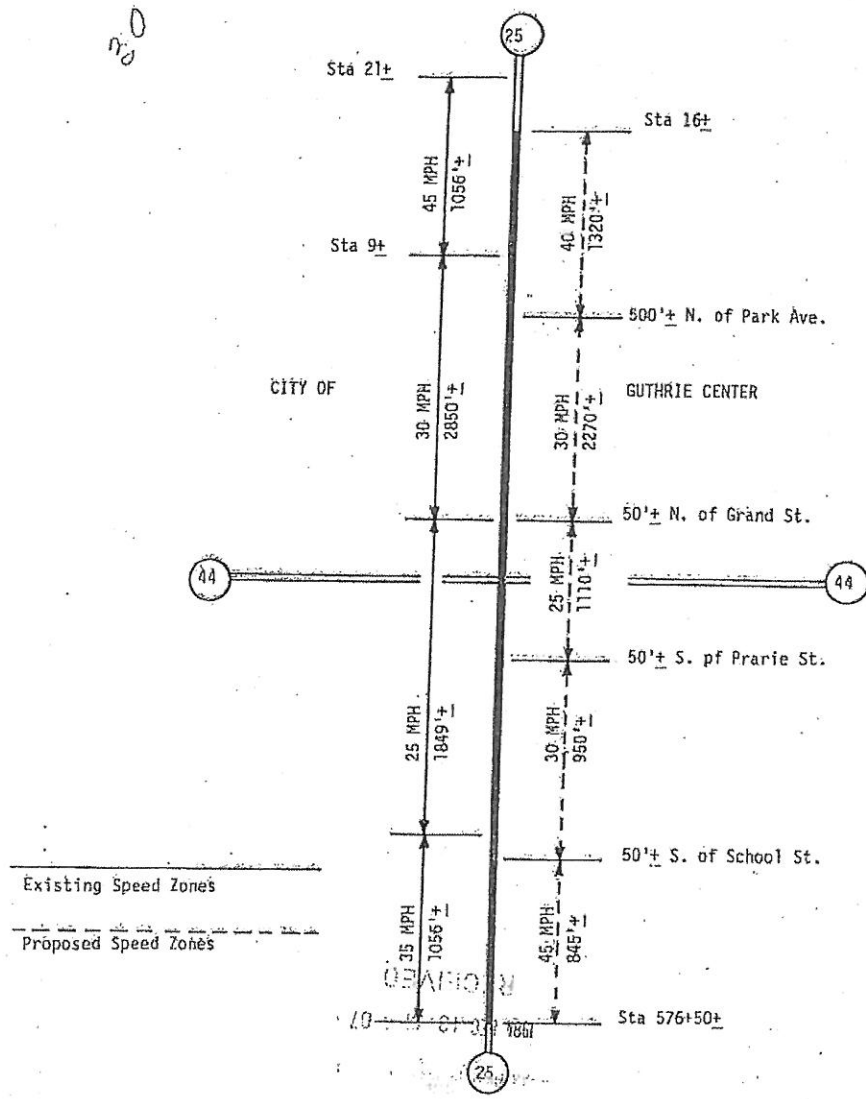 25
Sta 21±
Sta 16±
45 MPH
1056'±
40 MPH
1320'±
Sta 9±
500'± N. of Park Ave.
CITY OF
GUTHRIE CENTER
30 MPH
2850'±
30 MPH
2270'±
50'± N. of Grand St.
44
44
25 MPH
1110'±
50'± S. pf Prarie St.
25 MPH
1849'±
30 MPH
950'±
50'± S. of School St.
Existing Speed Zones
Proposed Speed Zones
35 MPH
1056'±
45 MPH
845'±
RECEIVED
Sta 576+50±
25